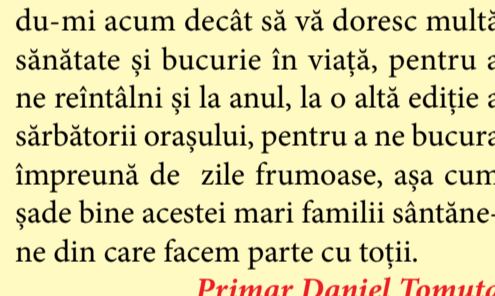 du-mi acum decât să vă doresc multă
sănătate și bucurie în viață, pentru a
ne reîntâlni și la anul, la o altă ediție a
sărbătorii orașului, pentru a ne bucura
împreună de zile frumoase, așa cum
șade bine acestei mari familii sântăne-
ne din care facem parte cu toții.
Primar Daniel Tomuța